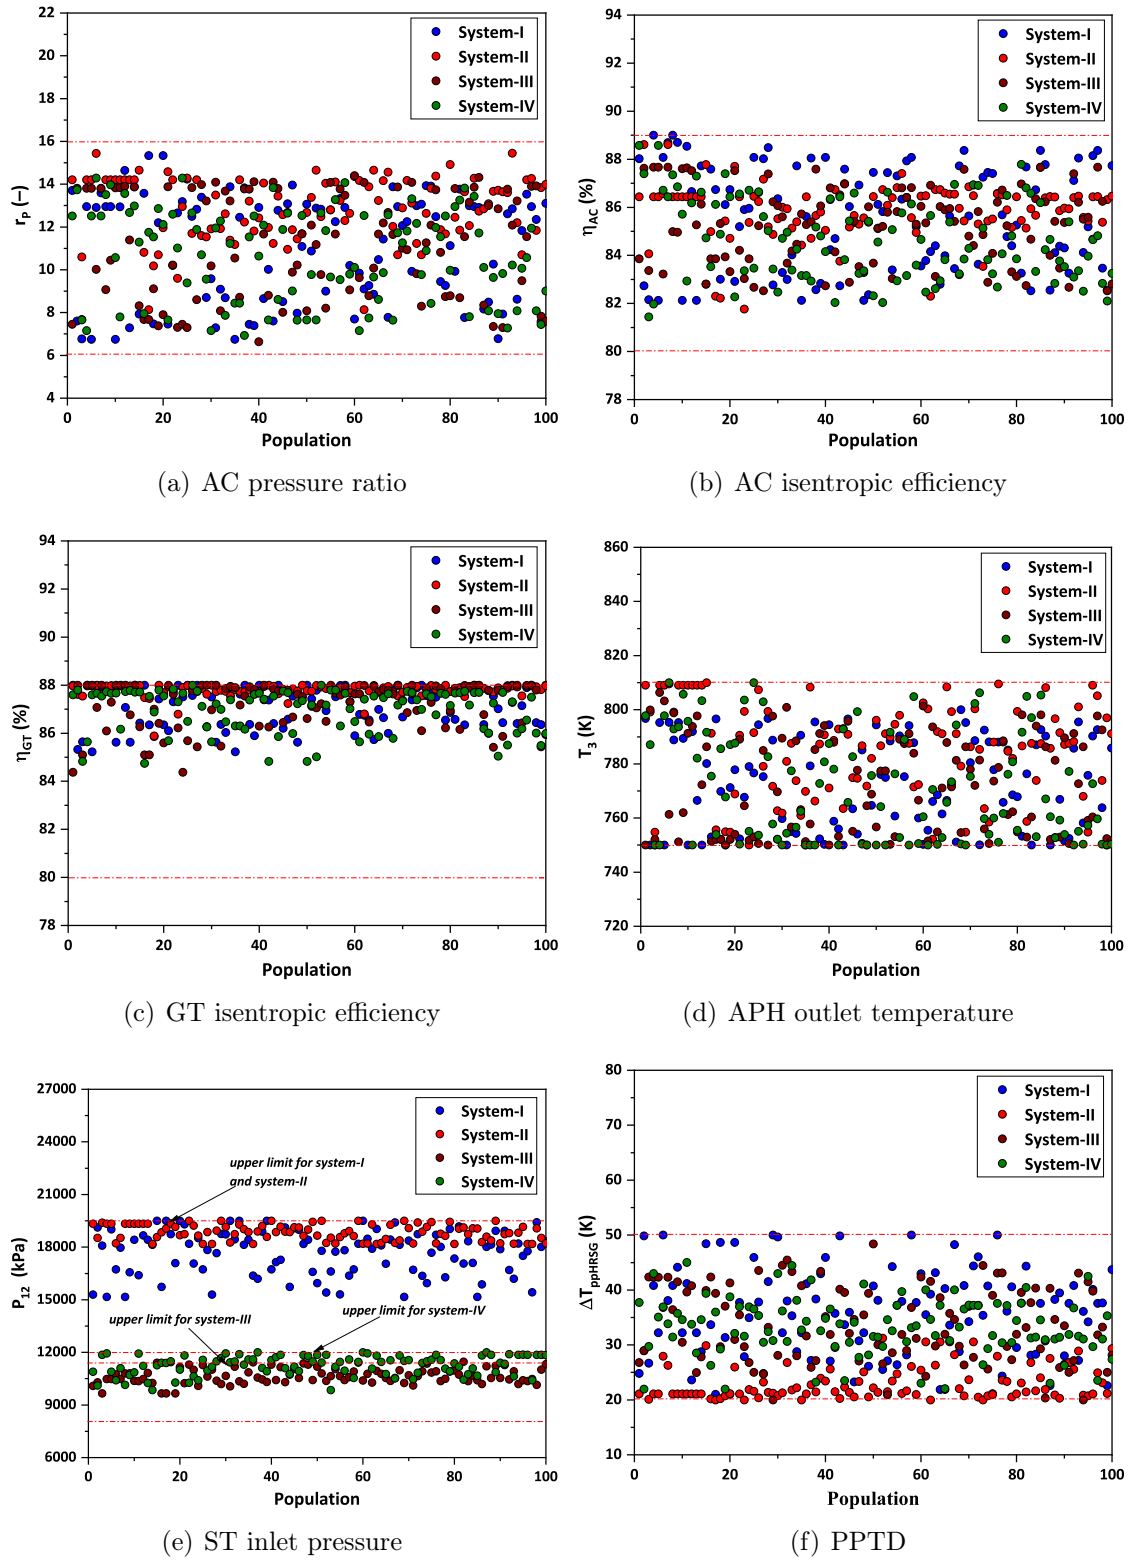 22
20
18
16
14
12
10
8
6
4
r_P (–)
0
20
40
60
80
100
Population
System-I
System-II
System-III
System-IV
(a) AC pressure ratio
94
92
90
88
86
84
82
80
78
η_AC (%)
0
20
40
60
80
100
Population
System-I
System-II
System-III
System-IV
(b) AC isentropic efficiency
94
92
90
88
86
84
82
80
78
η_GT (%)
0
20
40
60
80
100
Population
System-I
System-II
System-III
System-IV
(c) GT isentropic efficiency
860
840
820
800
780
760
740
720
T_3 (K)
0
20
40
60
80
100
Population
System-I
System-II
System-III
System-IV
(d) APH outlet temperature
27000
24000
21000
18000
15000
12000
9000
6000
P_12 (kPa)
0
20
40
60
80
100
Population
System-I
System-II
System-III
System-IV
upper limit for system-I
and system-II
upper limit for system-IV
upper limit for system-III
(e) ST inlet pressure
80
70
60
50
40
30
20
10
ΔT_ppHRSG (K)
0
20
40
60
80
100
Population
System-I
System-II
System-III
System-IV
(f) PPTD